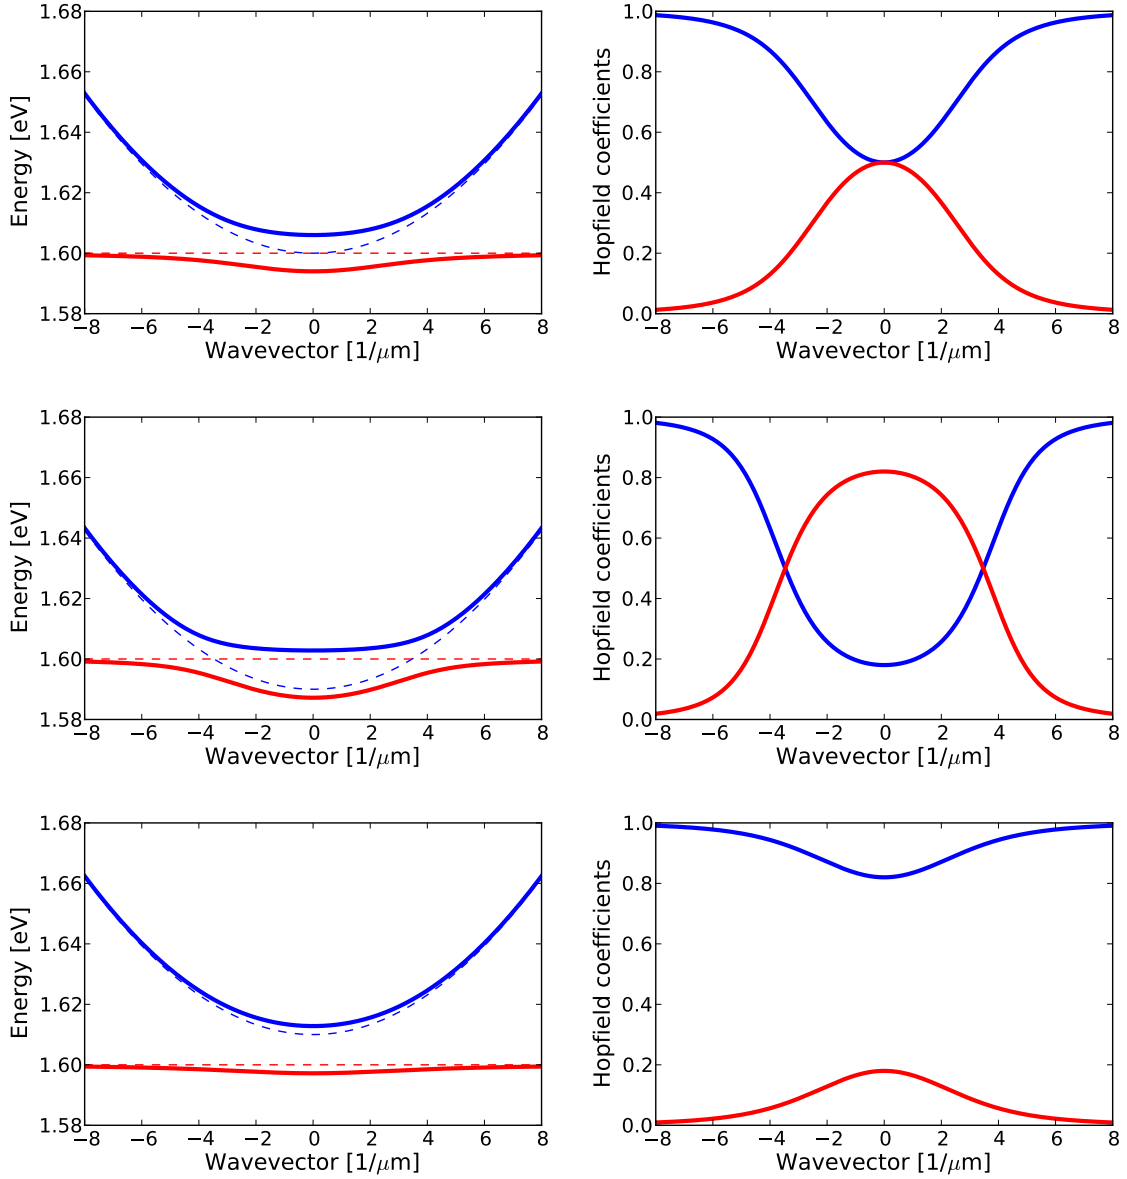 1.68
1.66
1.64
1.62
1.60
1.58
Energy [eV]
−8 −6 −4 −2 0 2 4 6 8
Wavevector [1/μm]
1.0
0.8
0.6
0.4
0.2
0.0
Hopfield coefficients
−8 −6 −4 −2 0 2 4 6 8
Wavevector [1/μm]
1.68
1.66
1.64
1.62
1.60
1.58
Energy [eV]
−8 −6 −4 −2 0 2 4 6 8
Wavevector [1/μm]
1.0
0.8
0.6
0.4
0.2
0.0
Hopfield coefficients
−8 −6 −4 −2 0 2 4 6 8
Wavevector [1/μm]
1.68
1.66
1.64
1.62
1.60
1.58
Energy [eV]
−8 −6 −4 −2 0 2 4 6 8
Wavevector [1/μm]
1.0
0.8
0.6
0.4
0.2
0.0
Hopfield coefficients
−8 −6 −4 −2 0 2 4 6 8
Wavevector [1/μm]